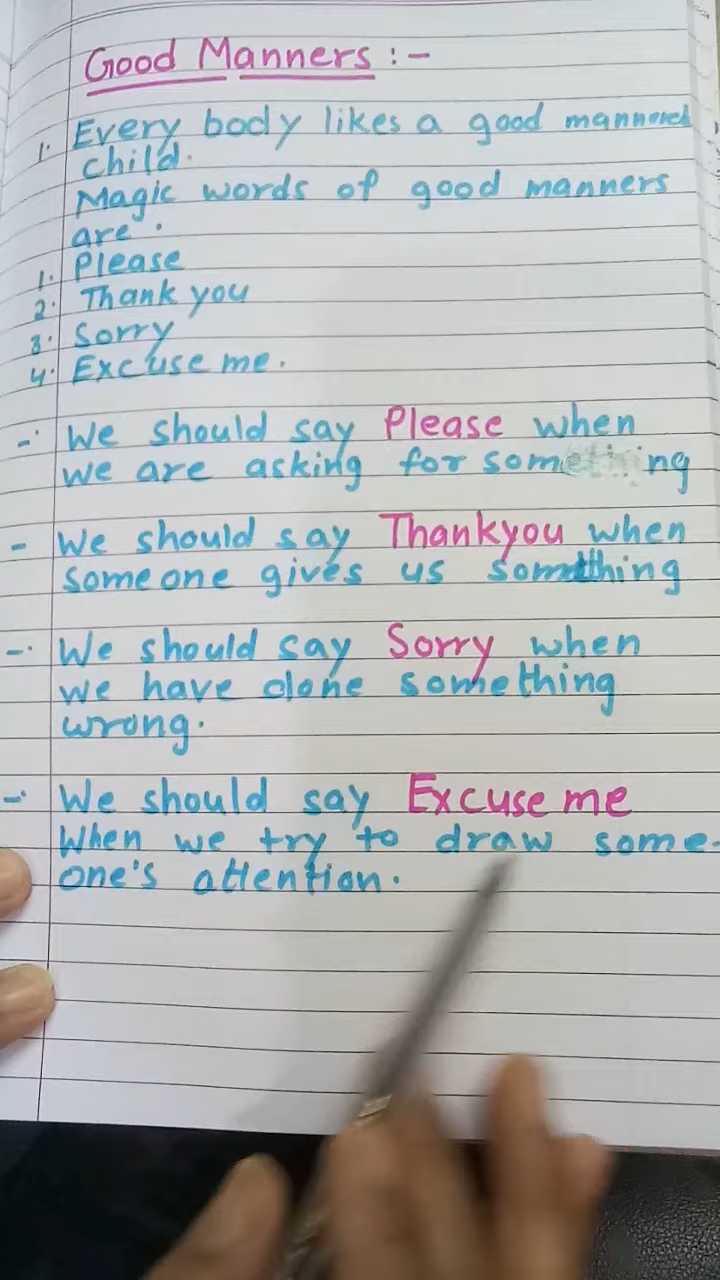 Good Manners :-
1. Every body likes a good mannered
child.
Magic words of good manners
are .
1. Please
2. Thank you
3. Sorry
4. Excuse me.
- We should say Please when
we are asking for something
- We should say Thankyou when
someone gives us something
- We should say Sorry when
we have done something
wrong.
- We should say Excuse me
When we try to draw some-
one's attention.